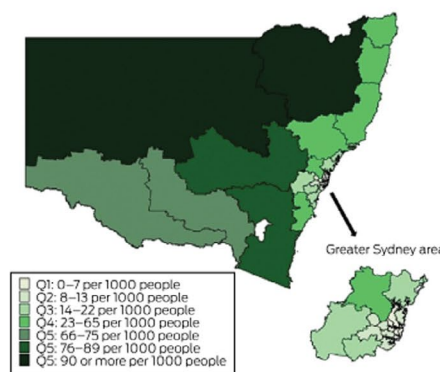 Greater Sydney area
Q1: 0–7 per 1000 people
Q2: 8–13 per 1000 people
Q3: 14–22 per 1000 people
Q4: 23–65 per 1000 people
Q5: 66–75 per 1000 people
Q5: 76–89 per 1000 people
Q5: 90 or more per 1000 people